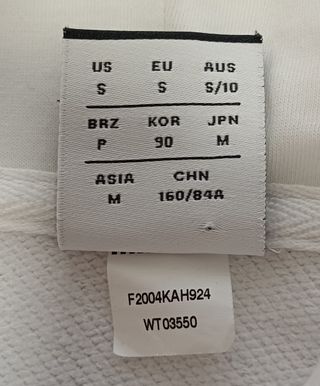 US EU AUS
S S S/10
BRZ KOR JPN
P 90 M
ASIA CHN
M 160/84A
F2004KAH924
WT03550